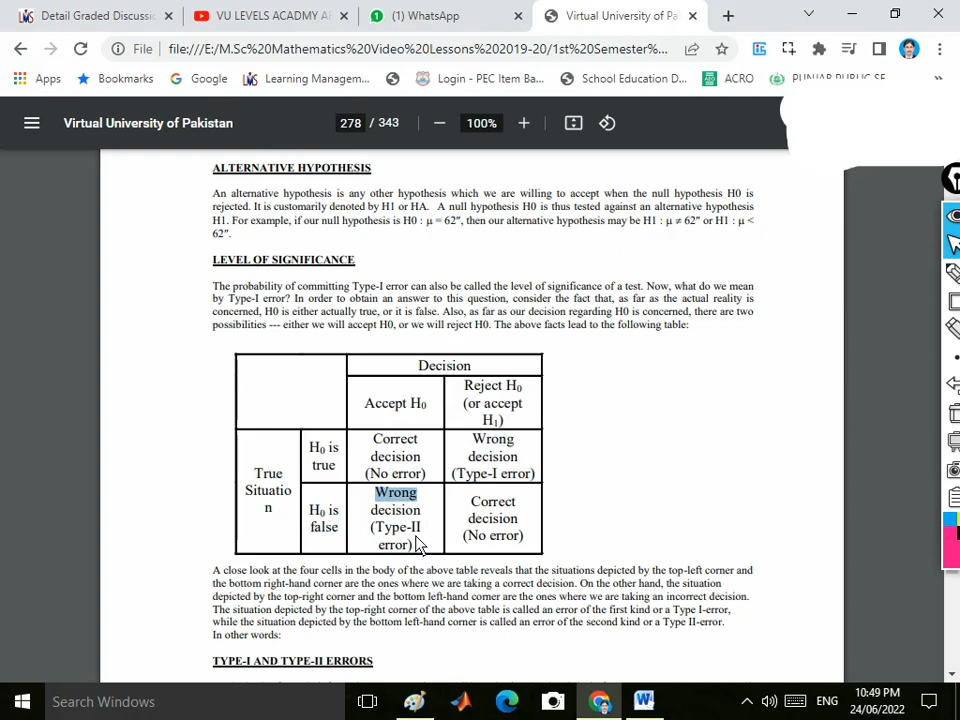 Detail Graded Discussi
VU LEVELS ACADMY AF
(1) WhatsApp
Virtual University of Pakistan
File
file:///E:/M.Sc%20Mathematics%20Video%20Lessons%202019-20/1st%20Semester%...
Apps
Bookmarks
Google
Learning Managem...
Login - PEC Item Ba...
School Education D...
ACRO
Virtual University of Pakistan
278 / 343
100%
ALTERNATIVE HYPOTHESIS
An alternative hypothesis is any other hypothesis which we are willing to accept when the null hypothesis H0 is
rejected. It is customarily denoted by H1 or HA. A null hypothesis H0 is thus tested against an alternative hypothesis
H1. For example, if our null hypothesis is H0 : μ = 62″, then our alternative hypothesis may be H1 : μ ≠ 62″ or H1 : μ <
62″.
LEVEL OF SIGNIFICANCE
The probability of committing Type-I error can also be called the level of significance of a test. Now, what do we mean
by Type-I error? In order to obtain an answer to this question, consider the fact that, as far as the actual reality is
concerned, H0 is either actually true, or it is false. Also, as far as our decision regarding H0 is concerned, there are two
possibilities --- either we will accept H0, or we will reject H0. The above facts lead to the following table:
Decision
Accept H0
Reject H0
(or accept
H1)
True
Situatio
n
H0 is
true
Correct
decision
(No error)
Wrong
decision
(Type-I error)
H0 is
false
Wrong
decision
(Type-II
error)
Correct
decision
(No error)
A close look at the four cells in the body of the above table reveals that the situations depicted by the top-left corner and
the bottom right-hand corner are the ones where we are taking a correct decision. On the other hand, the situation
depicted by the top-right corner and the bottom left-hand corner are the ones where we are taking an incorrect decision.
The situation depicted by the top-right corner of the above table is called an error of the first kind or a Type I-error,
while the situation depicted by the bottom left-hand corner is called an error of the second kind or a Type II-error.
In other words:
TYPE-I AND TYPE-II ERRORS
Search Windows
ENG
10:49 PM
24/06/2022